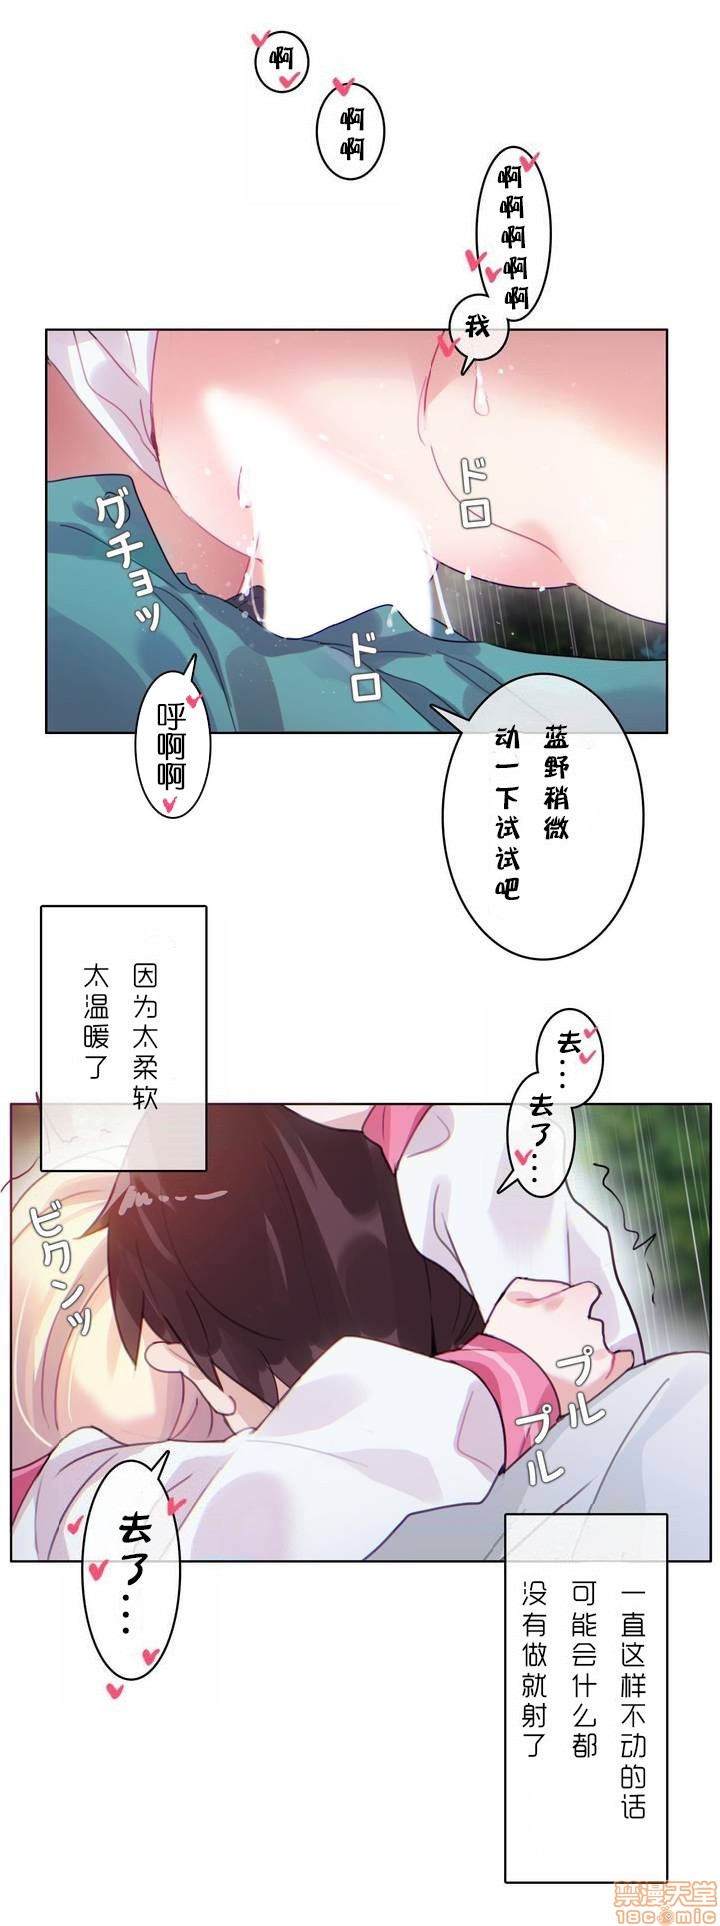 啊
啊
啊
啊
啊
啊
啊
啊
我
ドロ
グチョッ
ドロ
呼啊啊
蓝野稍微
动一下试试吧
因为太柔软
太温暖了
去…
去了…
ビクンッ
プル
プル
去了…
一直这样不动的话
可能会什么都
没有做就射了
禁漫天堂
18comic